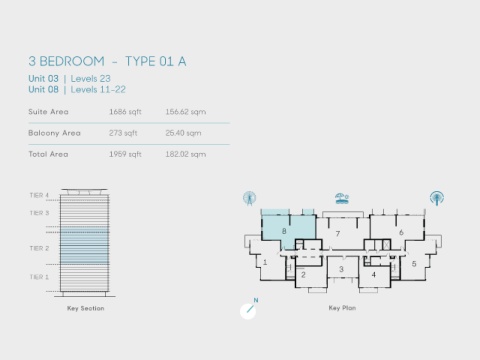 3 BEDROOM - TYPE 01 A
Unit 03 | Levels 23
Unit 08 | Levels 11-22
Suite Area 1686 sqft 156.62 sqm
Balcony Area 273 sqft 25.40 sqm
Total Area 1959 sqft 182.02 sqm
TIER 4
TIER 3
TIER 2
TIER 1
Key Section
8 7 6
1 2 3 4 5
N
Key Plan